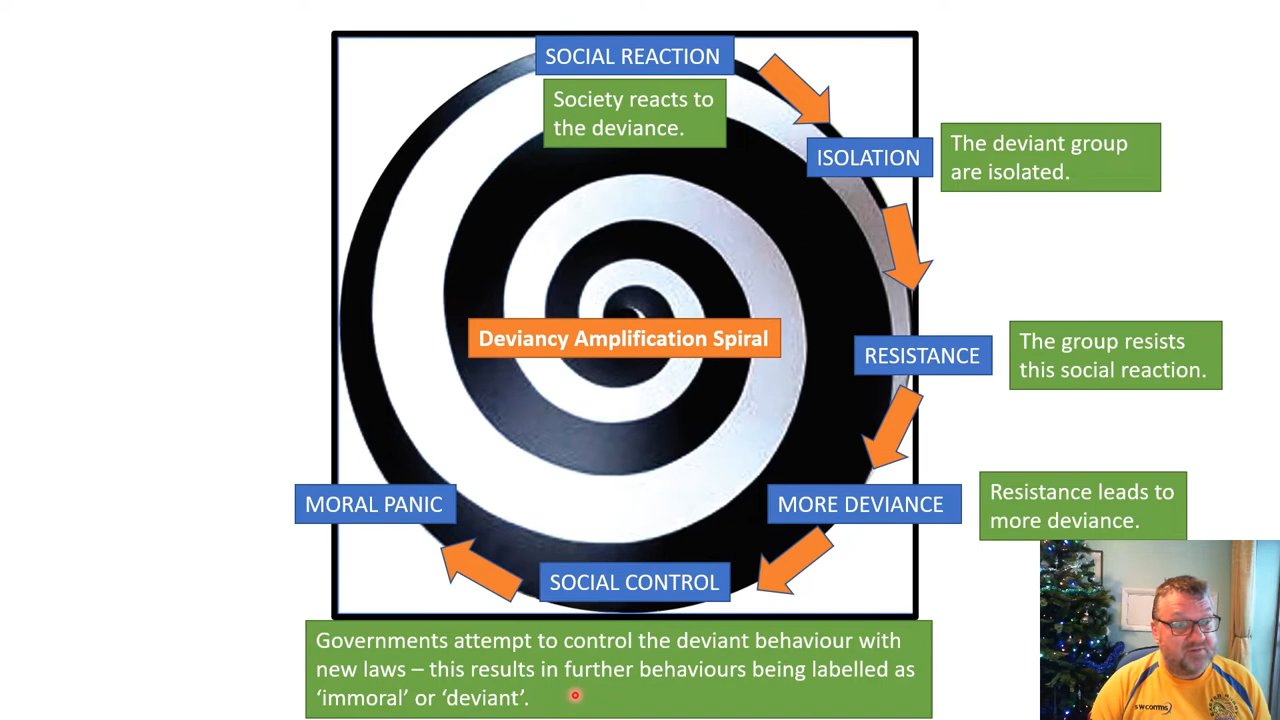 SOCIAL REACTION
Society reacts to
the deviance.
ISOLATION
The deviant group
are isolated.
Deviancy Amplification Spiral
RESISTANCE
The group resists
this social reaction.
MORE DEVIANCE
Resistance leads to
more deviance.
SOCIAL CONTROL
Governments attempt to control the deviant behaviour with
new laws – this results in further behaviours being labelled as
‘immoral’ or ‘deviant’.
MORAL PANIC
swcomms